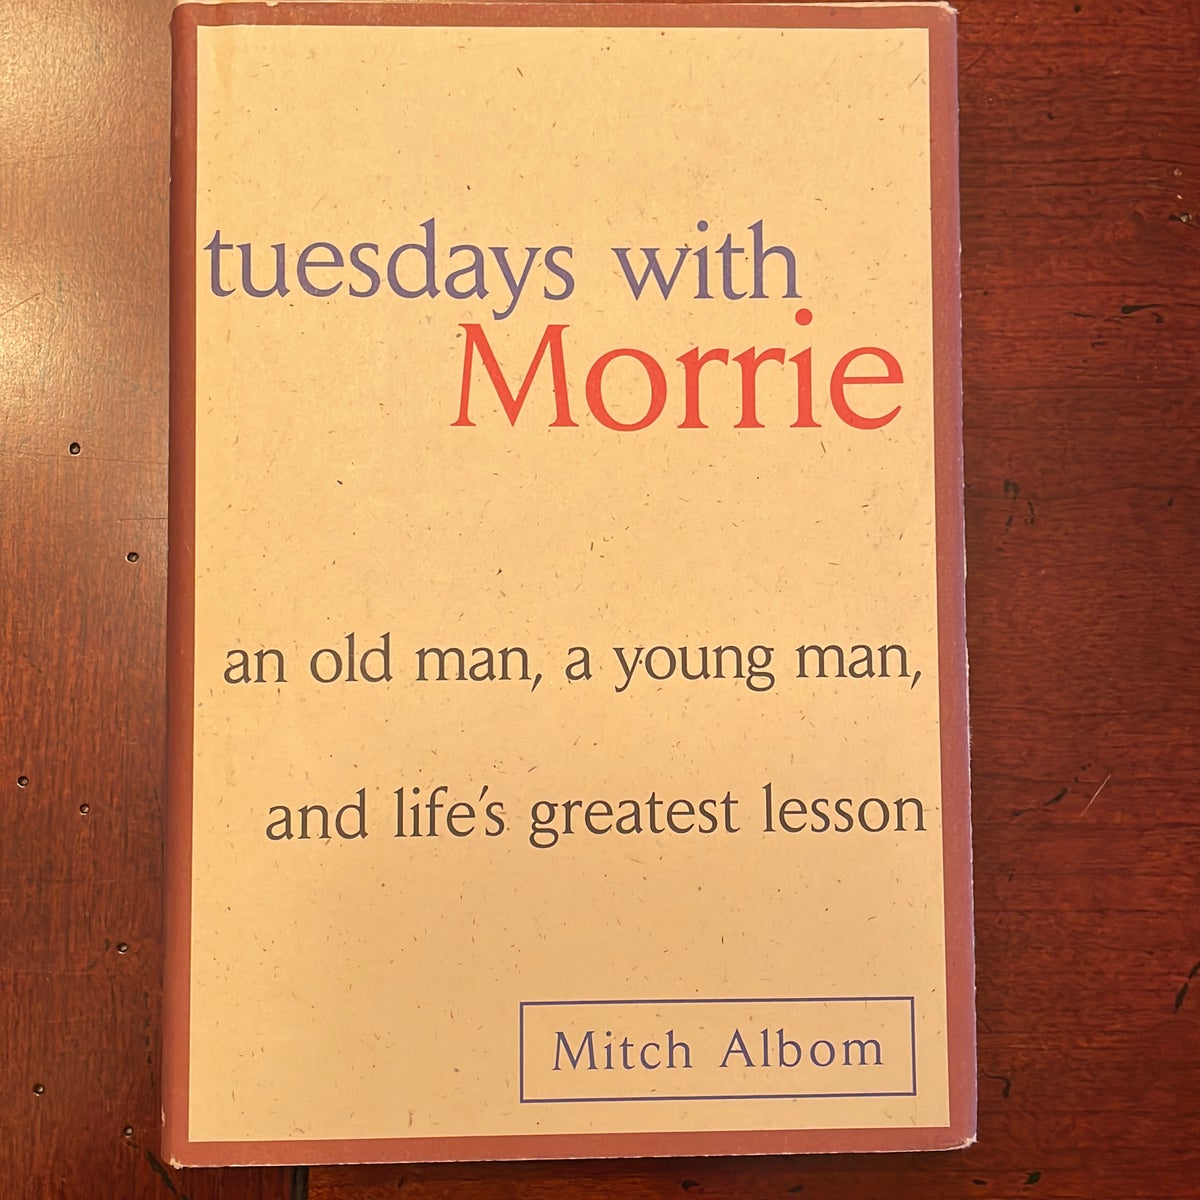 tuesdays with
Morrie
an old man, a young man,
and life's greatest lesson
Mitch Albom